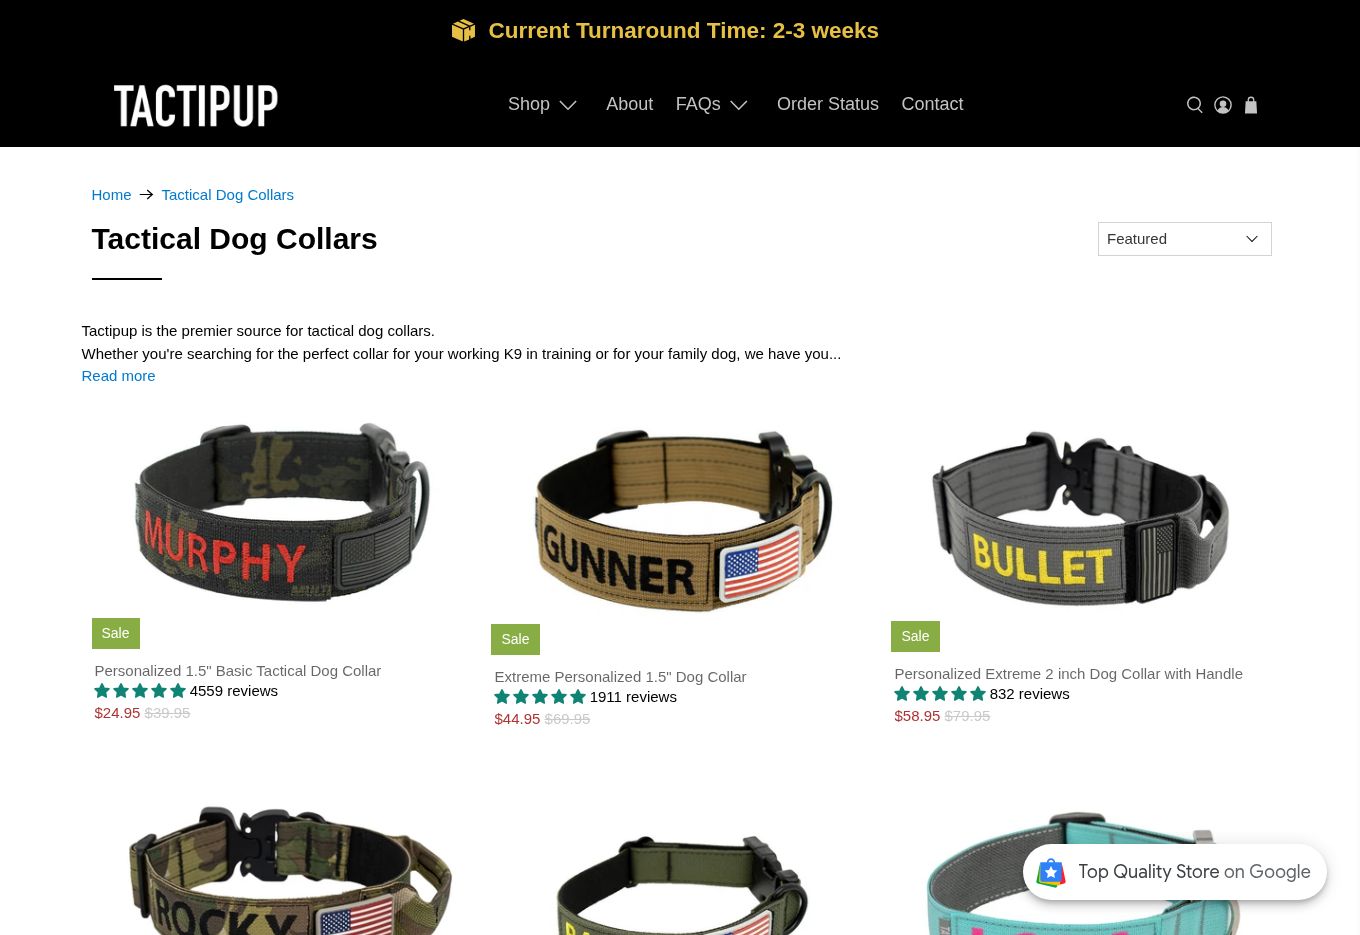 Current Turnaround Time: 2-3 weeks
TACTIPUP
Shop
About
FAQs
Order Status
Contact
Home
Tactical Dog Collars
Tactical Dog Collars
Featured
Tactipup is the premier source for tactical dog collars.
Whether you're searching for the perfect collar for your working K9 in training or for your family dog, we have you...
Read more
MURPHY
GUNNER
BULLET
Sale
Sale
Sale
Personalized 1.5" Basic Tactical Dog Collar
4559 reviews
$24.95 $39.95
Extreme Personalized 1.5" Dog Collar
1911 reviews
$44.95 $69.95
Personalized Extreme 2 inch Dog Collar with Handle
832 reviews
$58.95 $79.95
ROCKY
Top Quality Store on Google